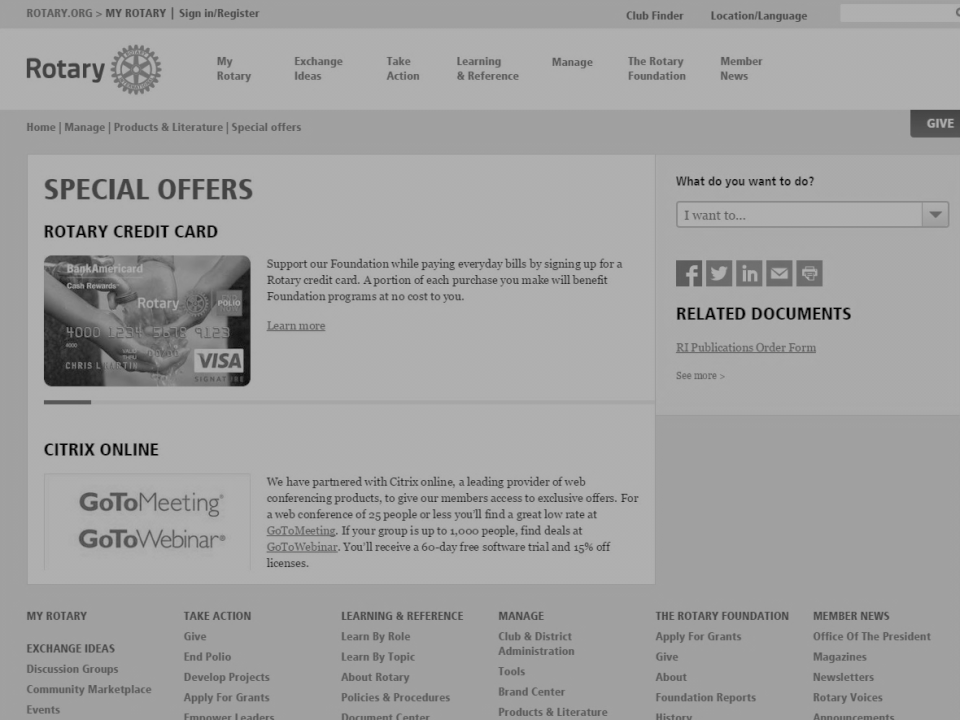 ROTARY.ORG > MY ROTARY | Sign in/Register
Club Finder
Location/Language
Rotary
My
Rotary
Exchange
Ideas
Take
Action
Learning
& Reference
Manage
The Rotary
Foundation
Member
News
Home | Manage | Products & Literature | Special offers
GIVE
SPECIAL OFFERS
ROTARY CREDIT CARD
BankAmericard
Cash Rewards
Rotary
POLIO
4000 1234 5678 9123
4000
CHRIS L MARTIN
VISA
SIGNATURE
Support our Foundation while paying everyday bills by signing up for a
Rotary credit card. A portion of each purchase you make will benefit
Foundation programs at no cost to you.
Learn more
CITRIX ONLINE
GoToMeeting®
GoToWebinar®
We have partnered with Citrix online, a leading provider of web
conferencing products, to give our members access to exclusive offers. For
a web conference of 25 people or less you'll find a great low rate at
GoToMeeting. If your group is up to 1,000 people, find deals at
GoToWebinar. You'll receive a 60-day free software trial and 15% off
licenses.
What do you want to do?
I want to...
RELATED DOCUMENTS
RI Publications Order Form
See more >
MY ROTARY
EXCHANGE IDEAS
Discussion Groups
Community Marketplace
Events
TAKE ACTION
Give
End Polio
Develop Projects
Apply For Grants
Empower Leaders
LEARNING & REFERENCE
Learn By Role
Learn By Topic
About Rotary
Policies & Procedures
Document Center
MANAGE
Club & District
Administration
Tools
Brand Center
Products & Literature
THE ROTARY FOUNDATION
Apply For Grants
Give
About
Foundation Reports
History
MEMBER NEWS
Office Of The President
Magazines
Newsletters
Rotary Voices
Announcements